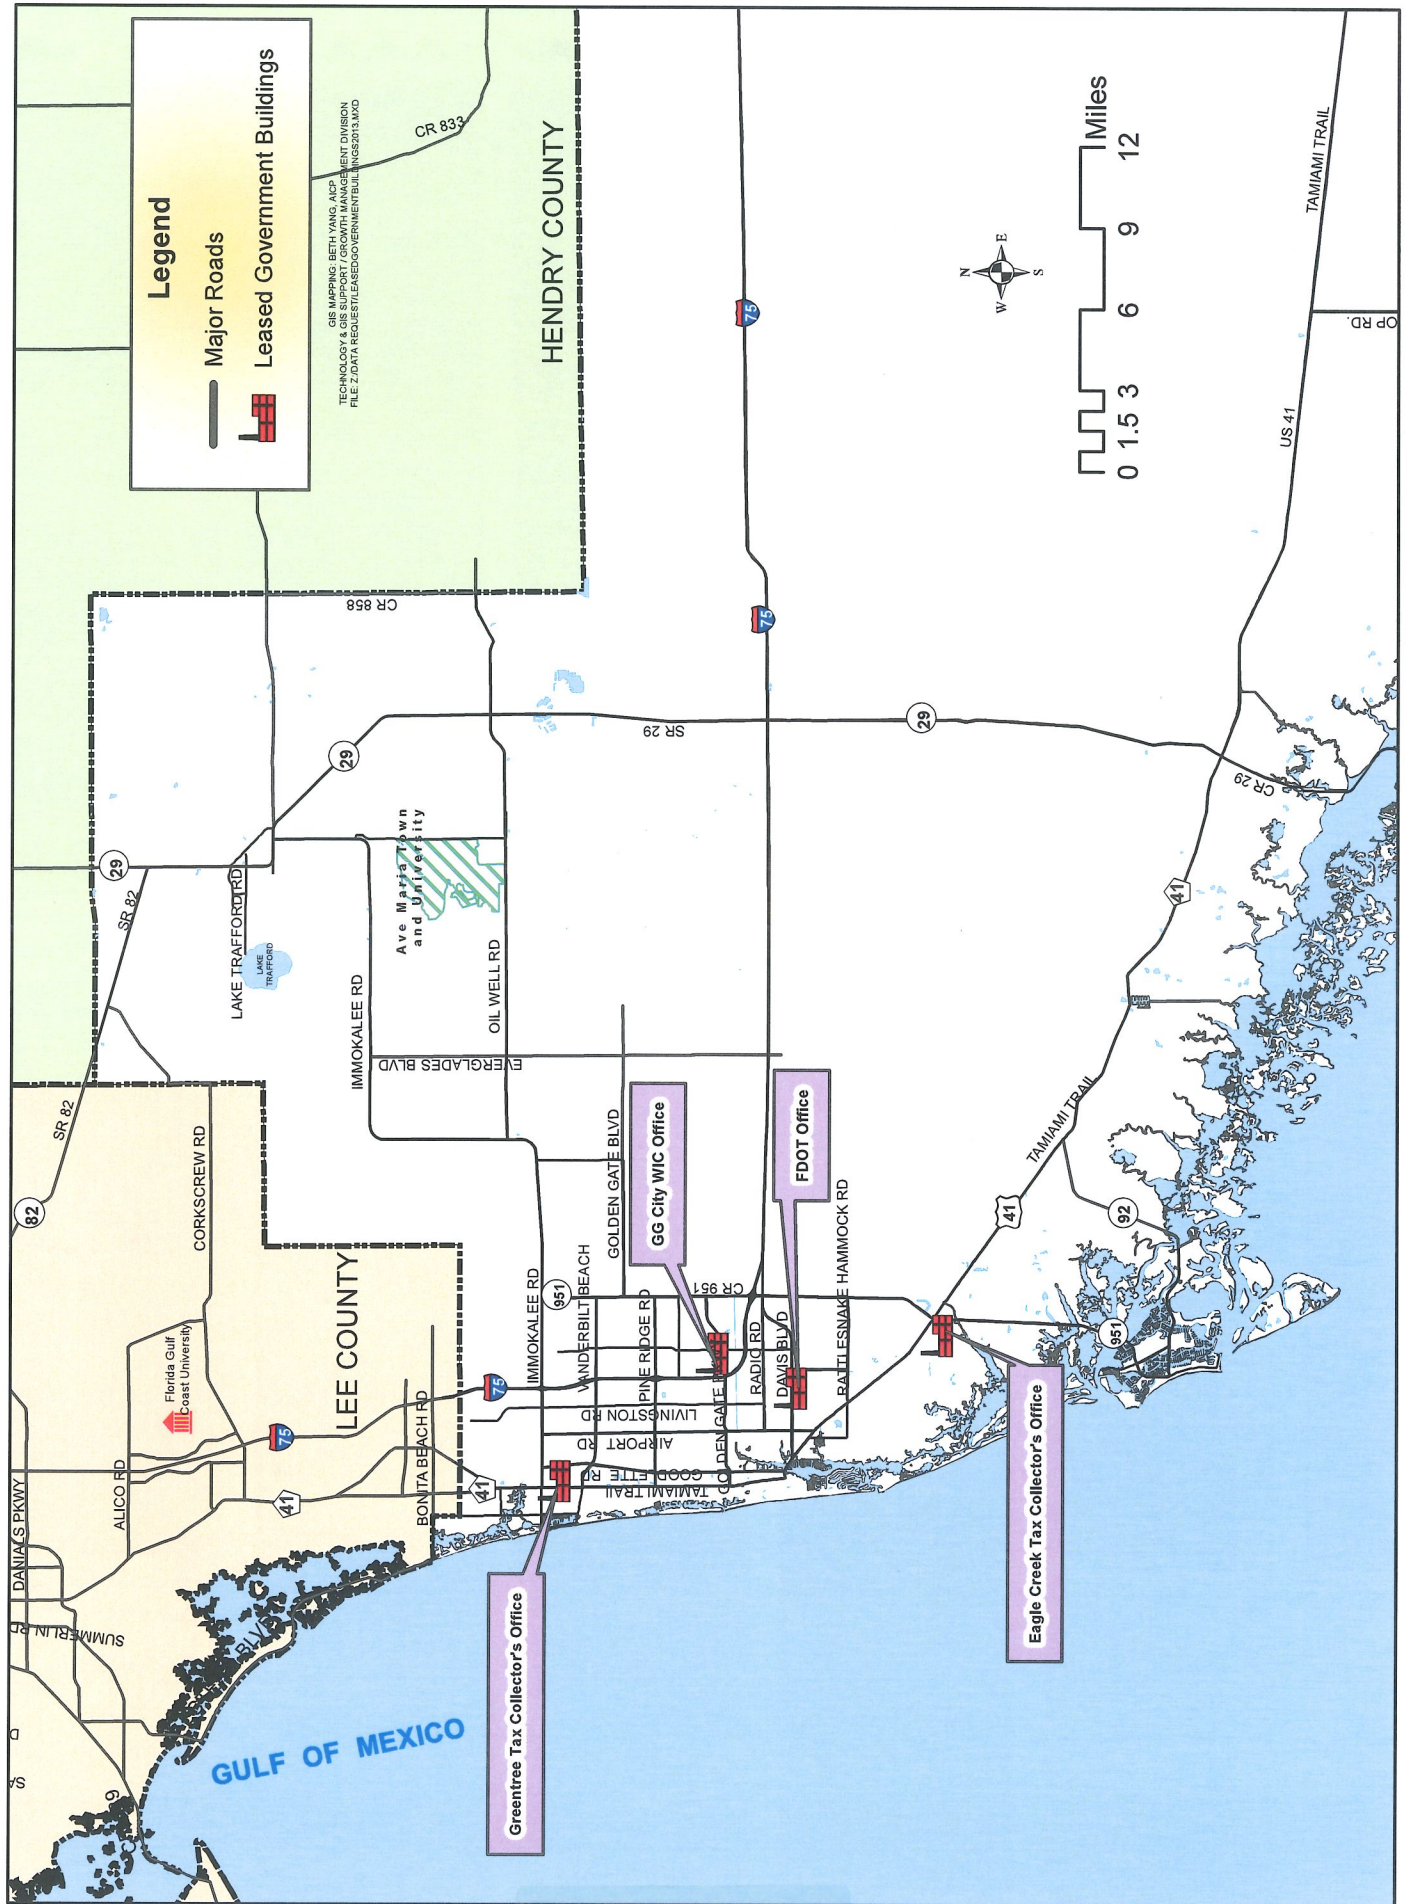 Legend
Major Roads
Leased Government Buildings
GIS MAPPING: BETH YANG, AICP
TECHNOLOGY & GIS SUPPORT / GROWTH MANAGEMENT DIVISION
FILE: Z:/DATA REQUEST/LEASEDGOVERNMENTBUILDINGS2013.MXD
CR 833
HENDRY COUNTY
DANIALS PKWY
SUMMERLIN RD
ALICO RD
Florida Gulf
Coast University
CORKSCREW RD
82
SR 82
SR 82
29
LEE COUNTY
75
41
BONITA BEACH RD
LAKE TRAFFORD RD
LAKE
TRAFFORD
29
CR 858
IMMOKALEE RD
Ave Maria Town
and University
OIL WELL RD
EVERGLADES BLVD
SR 29
29
75
75
GULF OF MEXICO
41
75
IMMOKALEE RD
951
VANDERBILT BEACH
GOLDEN GATE BLVD
PINE RIDGE RD
CR 951
LIVINGSTON RD
AIRPORT RD
TAMIAMI TRAIL
RADIO RD
DAVIS BLVD
RATTLESNAKE HAMMOCK RD
Greentree Tax Collector's Office
GG City WIC Office
FDOT Office
Eagle Creek Tax Collector's Office
41
TAMIAMI TRAIL
92
951
41
CR 29
US 41
TAMIAMI TRAIL
OP RD.
N
W
E
S
0 1.5 3 6 9 12
Miles